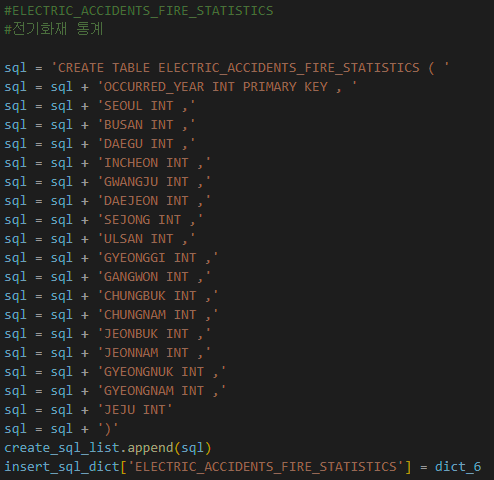 #ELECTRIC_ACCIDENTS_FIRE_STATISTICS
#전기화재 통계
sql = 'CREATE TABLE ELECTRIC_ACCIDENTS_FIRE_STATISTICS ( '
sql = sql + 'OCCURRED_YEAR INT PRIMARY KEY , '
sql = sql + 'SEOUL INT ,'
sql = sql + 'BUSAN INT ,'
sql = sql + 'DAEGU INT ,'
sql = sql + 'INCHEON INT ,'
sql = sql + 'GWANGJU INT ,'
sql = sql + 'DAEJEON INT ,'
sql = sql + 'SEJONG INT ,'
sql = sql + 'ULSAN INT ,'
sql = sql + 'GYEONGGI INT ,'
sql = sql + 'GANGWON INT ,'
sql = sql + 'CHUNGBUK INT ,'
sql = sql + 'CHUNGNAM INT ,'
sql = sql + 'JEONBUK INT ,'
sql = sql + 'JEONNAM INT ,'
sql = sql + 'GYEONGNUK INT ,'
sql = sql + 'GYEONGNAM INT ,'
sql = sql + 'JEJU INT'
sql = sql + ')'
create_sql_list.append(sql)
insert_sql_dict['ELECTRIC_ACCIDENTS_FIRE_STATISTICS'] = dict_6